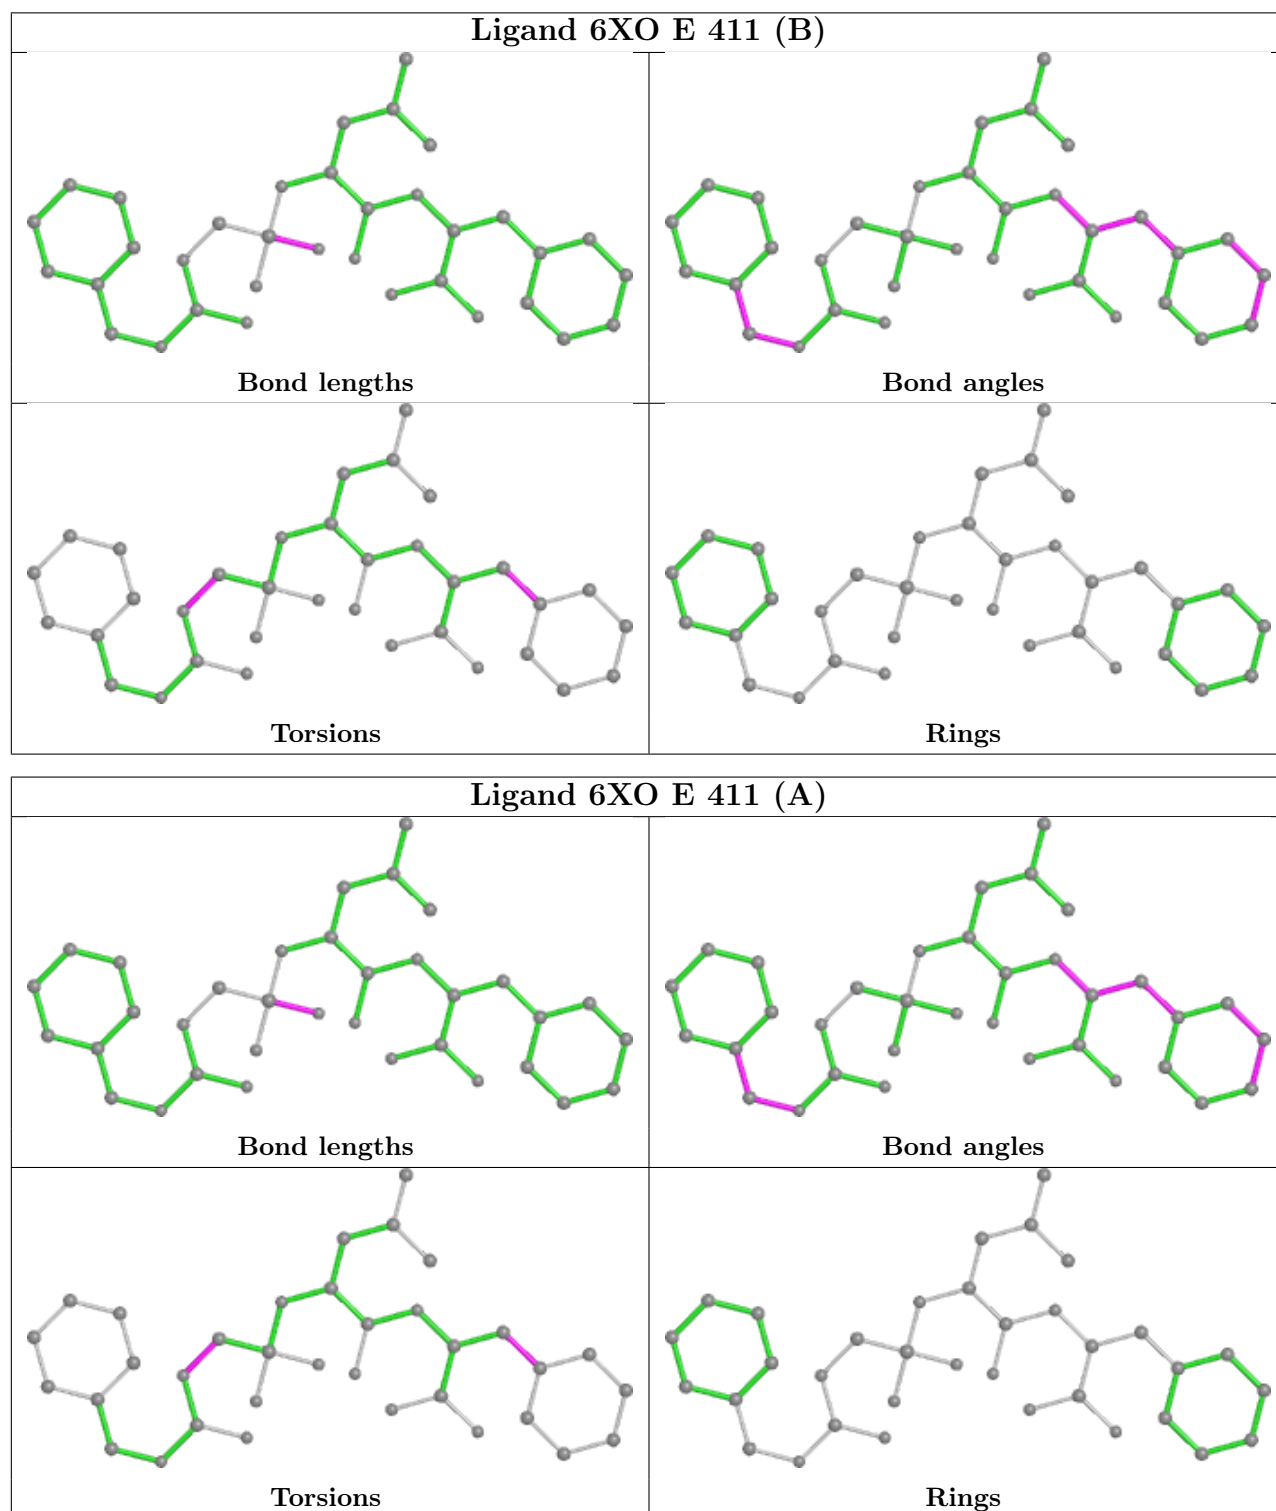 Ligand 6XO E 411 (B)
Bond lengths
Bond angles
Torsions
Rings
Ligand 6XO E 411 (A)
Bond lengths
Bond angles
Torsions
Rings